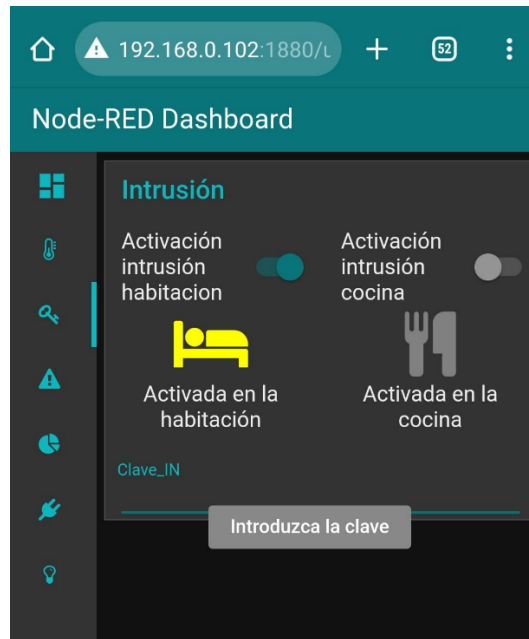 192.168.0.102:1880/u
52
Node-RED Dashboard
Intrusión
Activación
intrusión
habitacion
Activación
intrusión
cocina
Activada en la
habitación
Activada en la
cocina
Clave_IN
Introduzca la clave